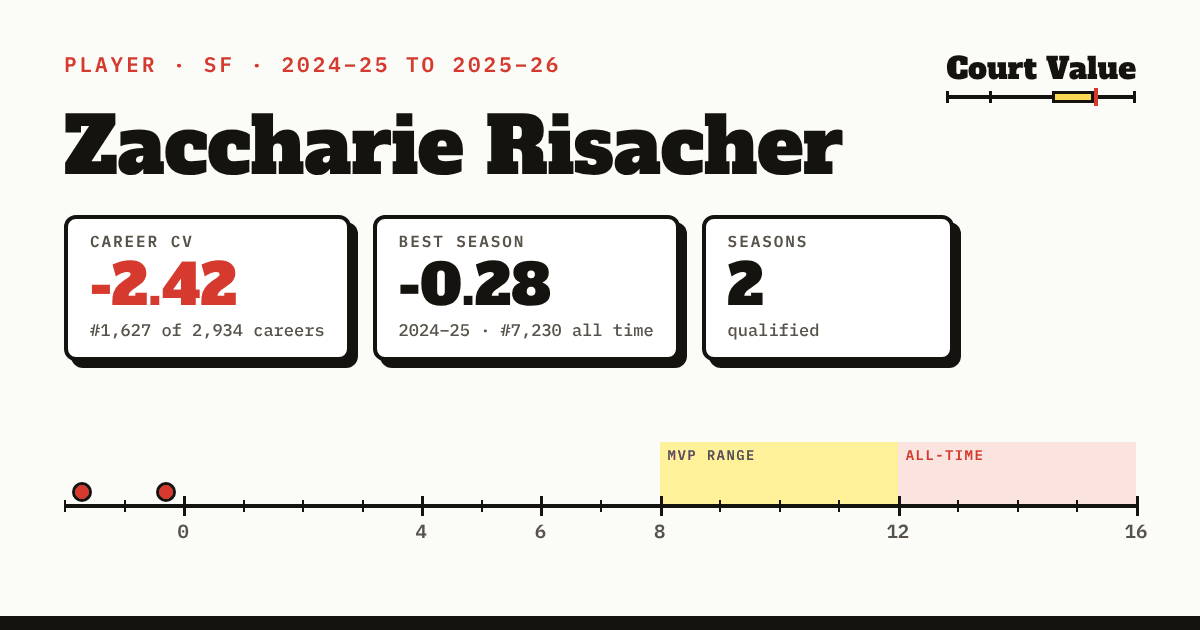 PLAYER · SF · 2024–25 TO 2025–26
Court Value
Zaccharie Risacher
CAREER CV
-2.42
#1,627 of 2,934 careers
BEST SEASON
-0.28
2024–25 · #7,230 all time
SEASONS
2
qualified
MVP RANGE
ALL-TIME
0 4 6 8 12 16